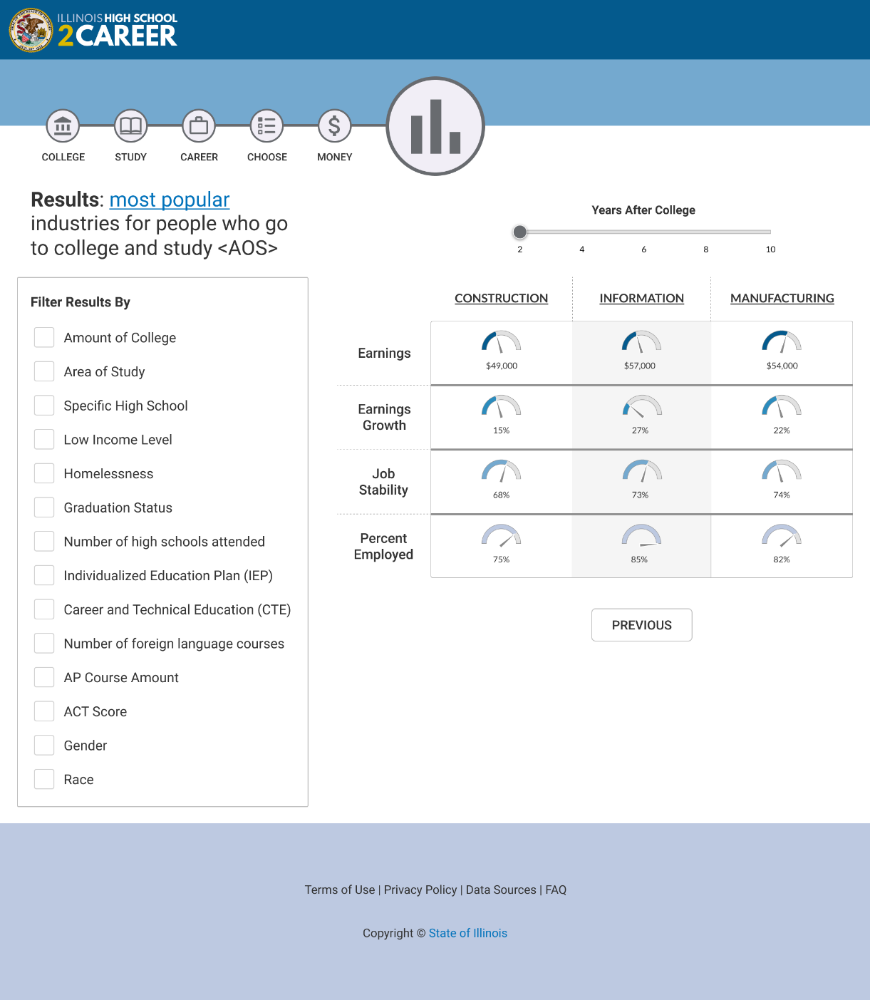 ILLINOIS HIGH SCHOOL
2CAREER
COLLEGE
STUDY
CAREER
CHOOSE
MONEY
Results: most popular
industries for people who go
to college and study <AOS>
Years After College
2 4 6 8 10
Filter Results By
Amount of College
Area of Study
Specific High School
Low Income Level
Homelessness
Graduation Status
Number of high schools attended
Individualized Education Plan (IEP)
Career and Technical Education (CTE)
Number of foreign language courses
AP Course Amount
ACT Score
Gender
Race
CONSTRUCTION INFORMATION MANUFACTURING
Earnings
$49,000 $57,000 $54,000
Earnings
Growth
15% 27% 22%
Job
Stability
68% 73% 74%
Percent
Employed
75% 85% 82%
PREVIOUS
Terms of Use | Privacy Policy | Data Sources | FAQ
Copyright © State of Illinois